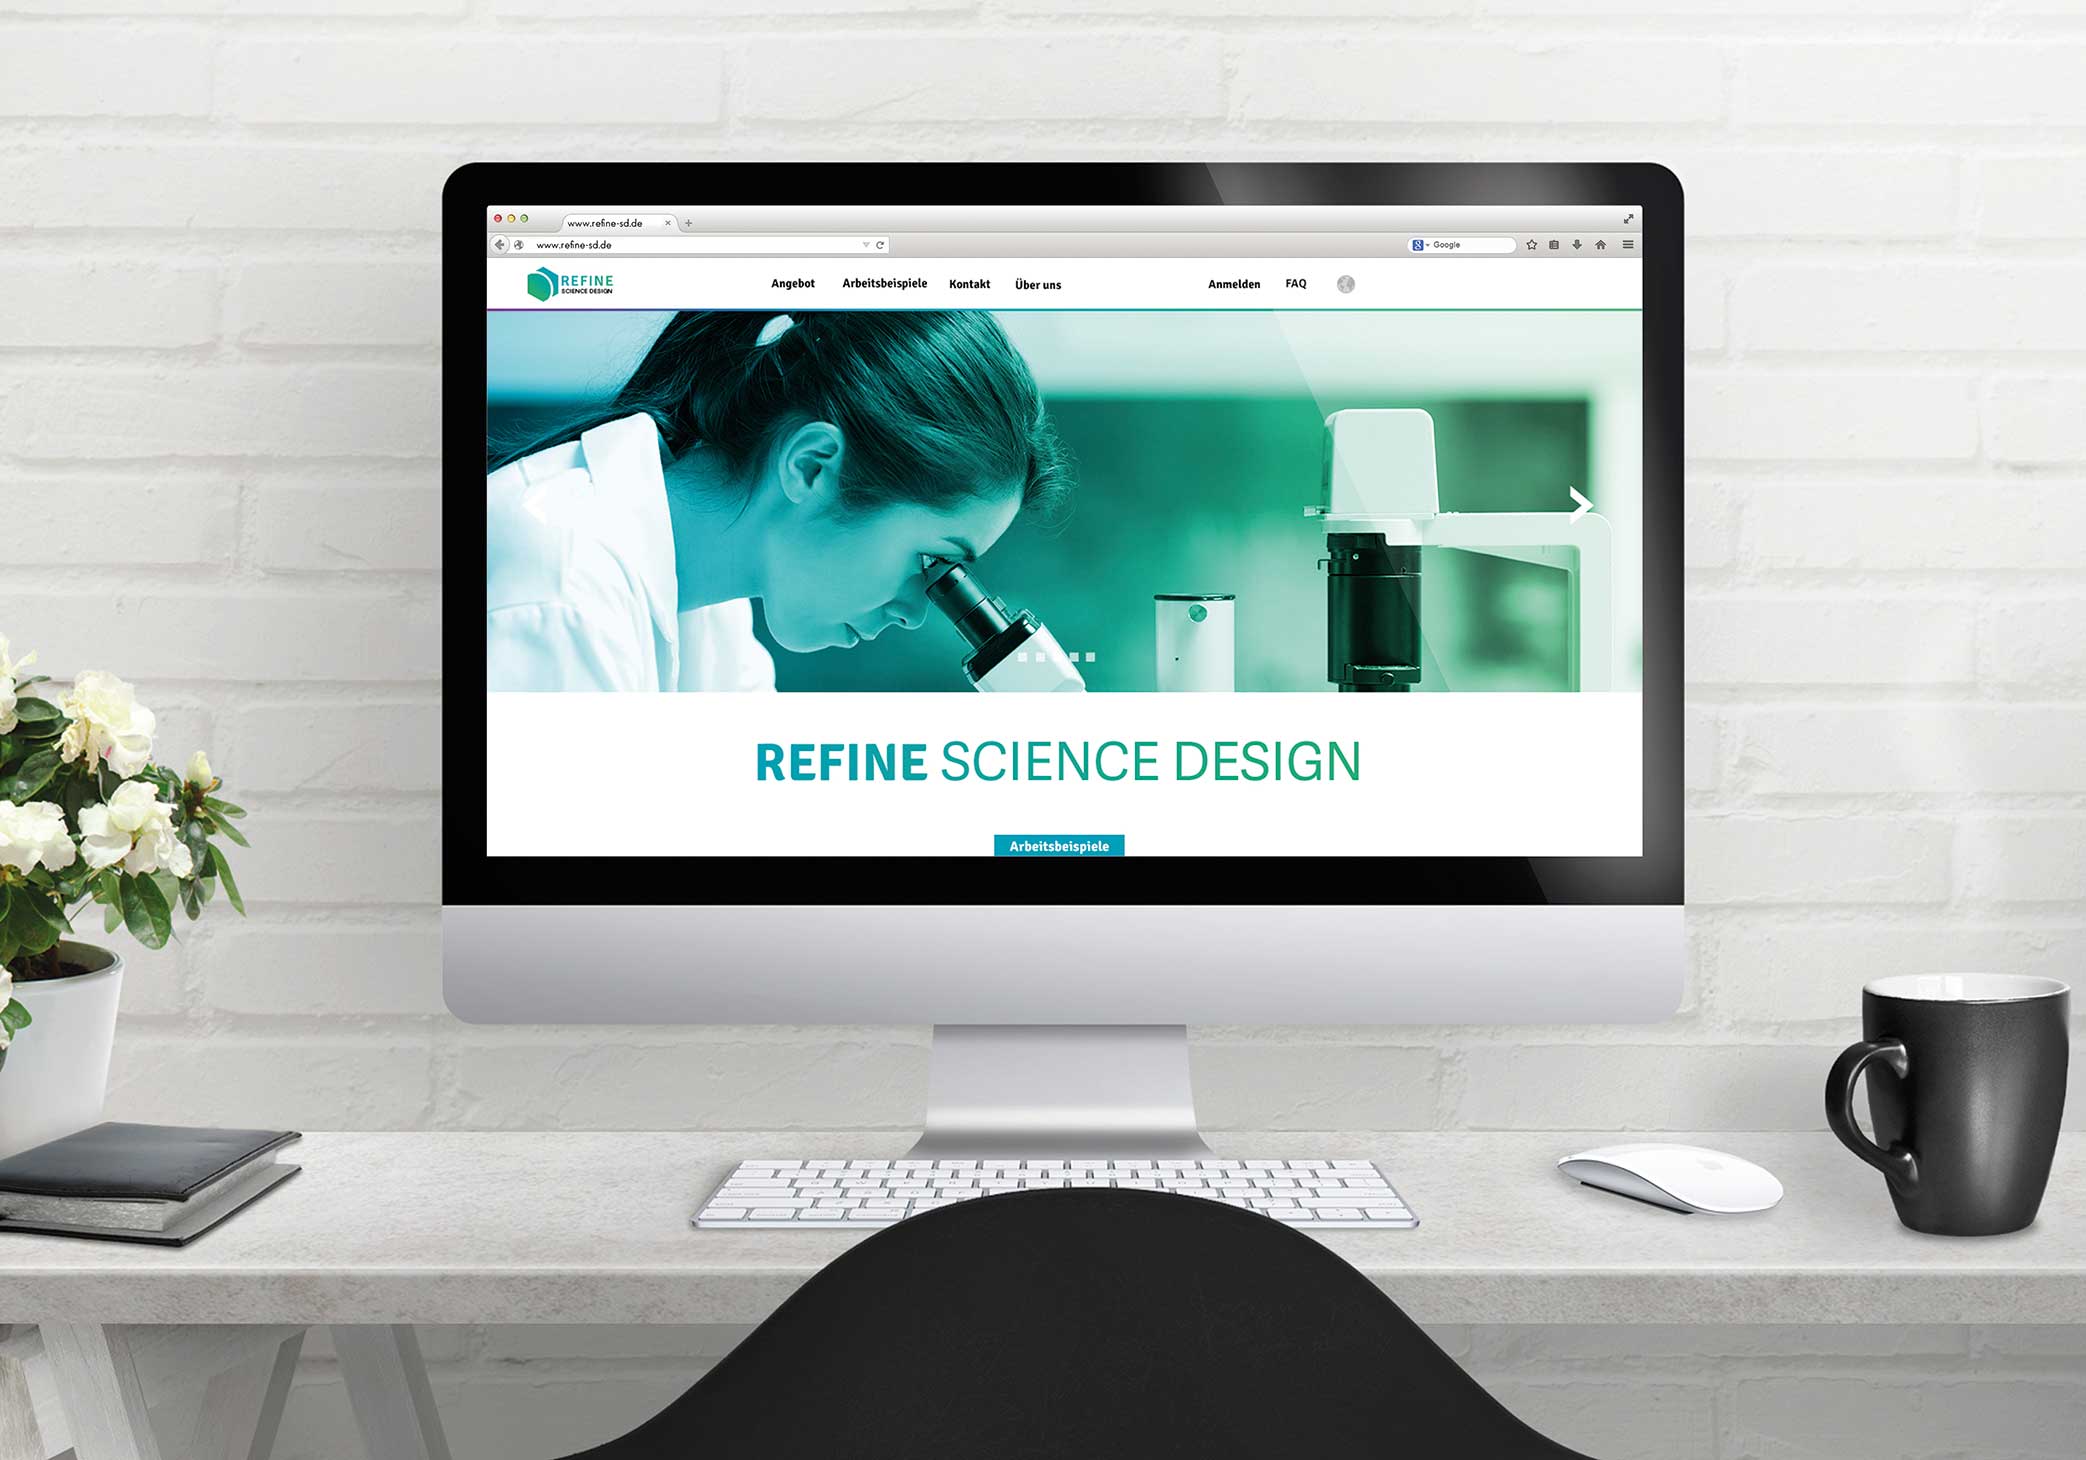 www.refine-sd.de
www.refine-sd.de
Google
REFINE
SCIENCE DESIGN
Angebot Arbeitsbeispiele Kontakt Über uns Anmelden FAQ
REFINE SCIENCE DESIGN
Arbeitsbeispiele